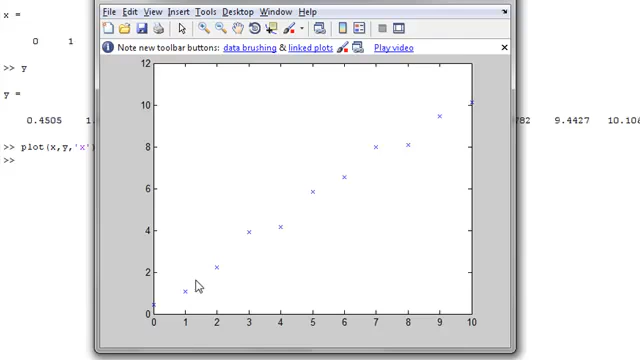 x =
0 1
>> y
y =
0.4505
9.4427 10.106
>> plot(x,y,'x')
>>
File Edit View Insert Tools Desktop Window Help
Note new toolbar buttons: data brushing & linked plots Play video
12
10
8
6
4
2
0
0 1 2 3 4 5 6 7 8 9 10